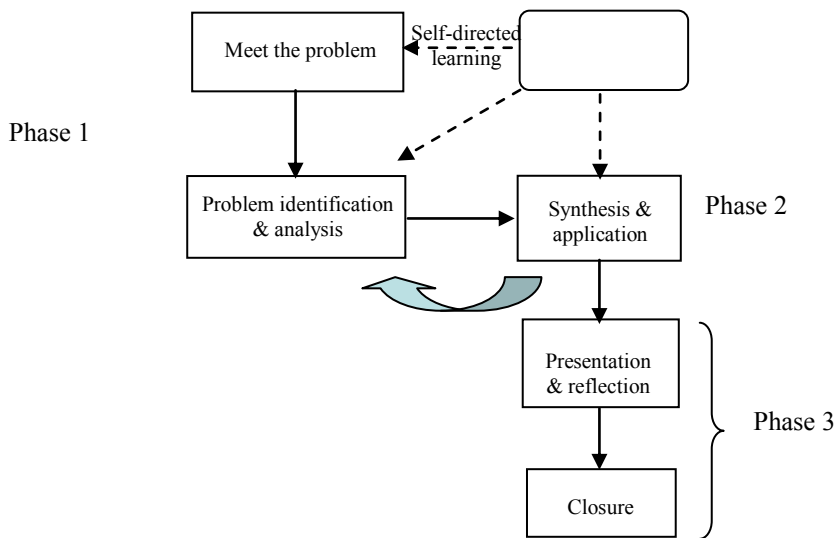 Meet the problem
Self-directed
learning
Phase 1
Problem identification
& analysis
Synthesis &
application
Phase 2
Presentation
& reflection
Phase 3
Closure